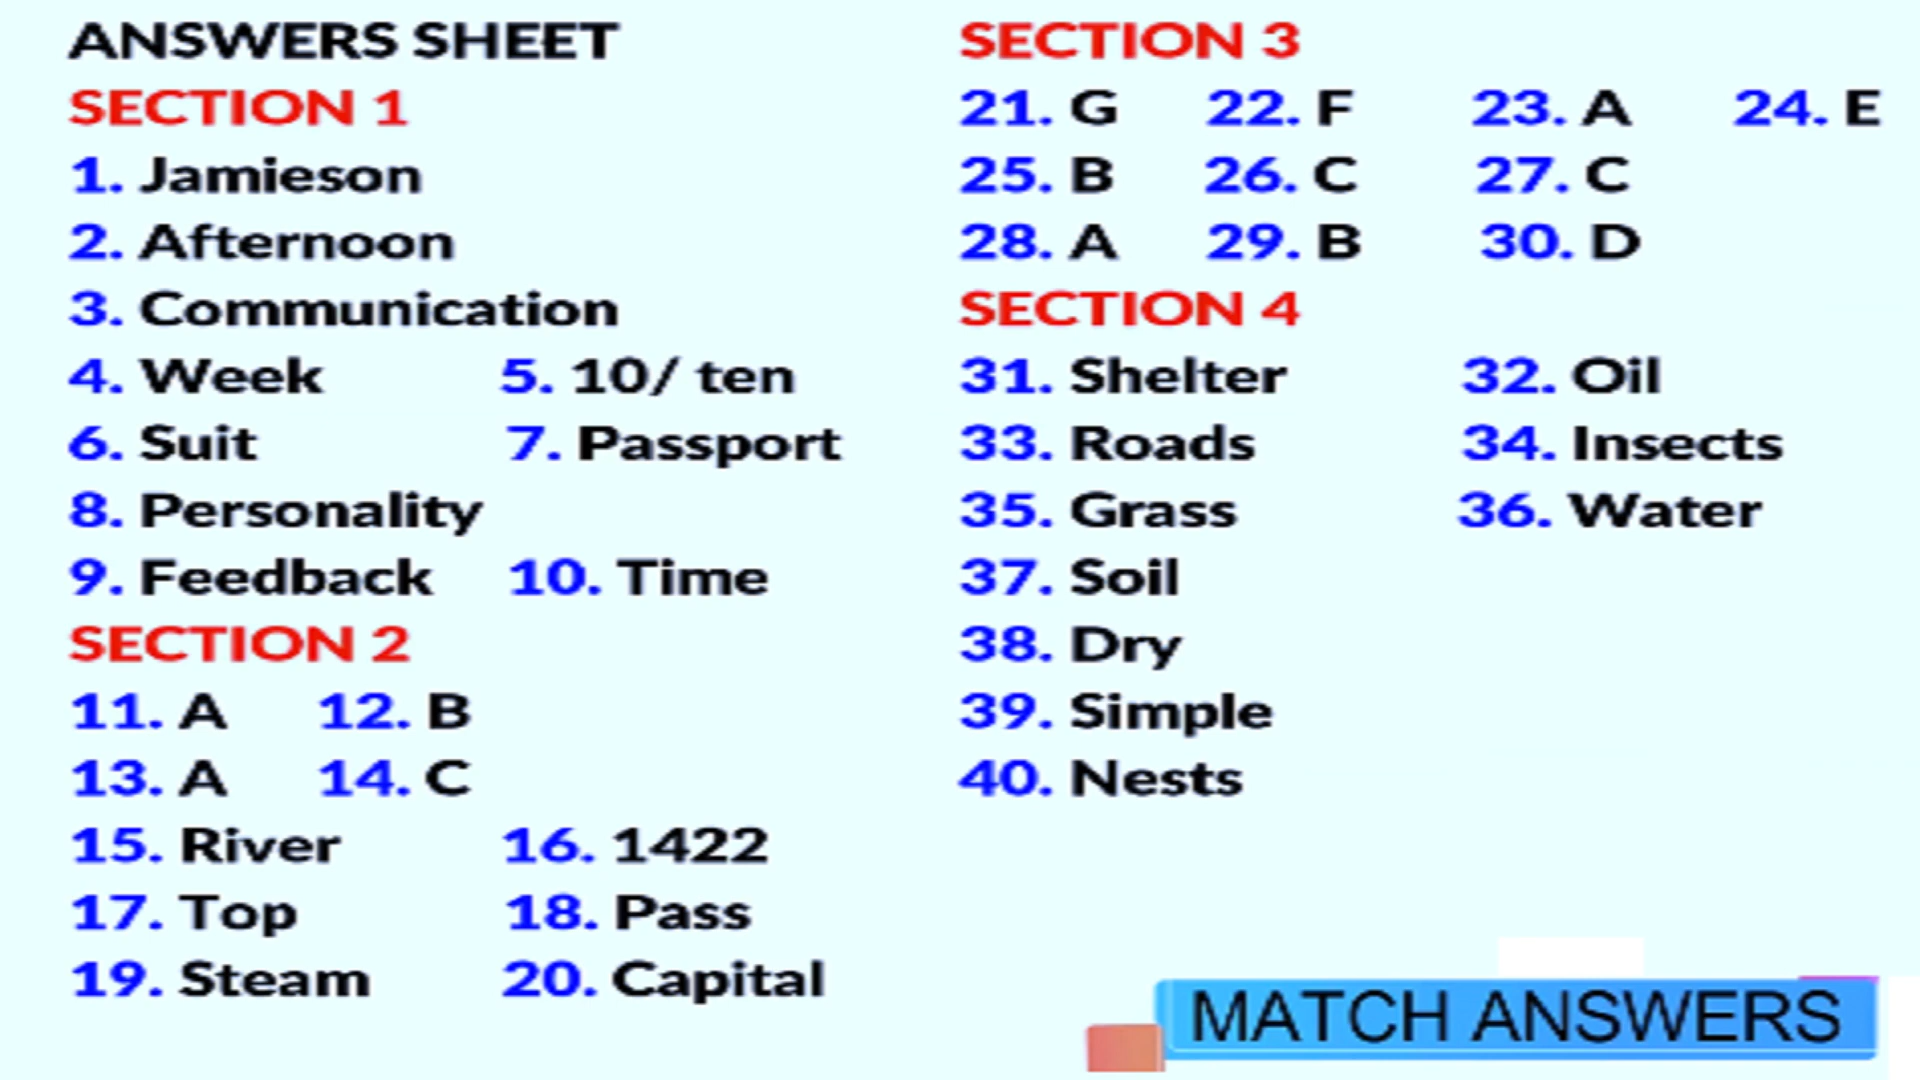 ANSWERS SHEET
SECTION 1
1. Jamieson
2. Afternoon
3. Communication
4. Week 5. 10/ ten
6. Suit 7. Passport
8. Personality
9. Feedback 10. Time
SECTION 2
11. A 12. B
13. A 14. C
15. River 16. 1422
17. Top 18. Pass
19. Steam 20. Capital
SECTION 3
21. G 22. F 23. A 24. E
25. B 26. C 27. C
28. A 29. B 30. D
SECTION 4
31. Shelter 32. Oil
33. Roads 34. Insects
35. Grass 36. Water
37. Soil
38. Dry
39. Simple
40. Nests
MATCH ANSWERS